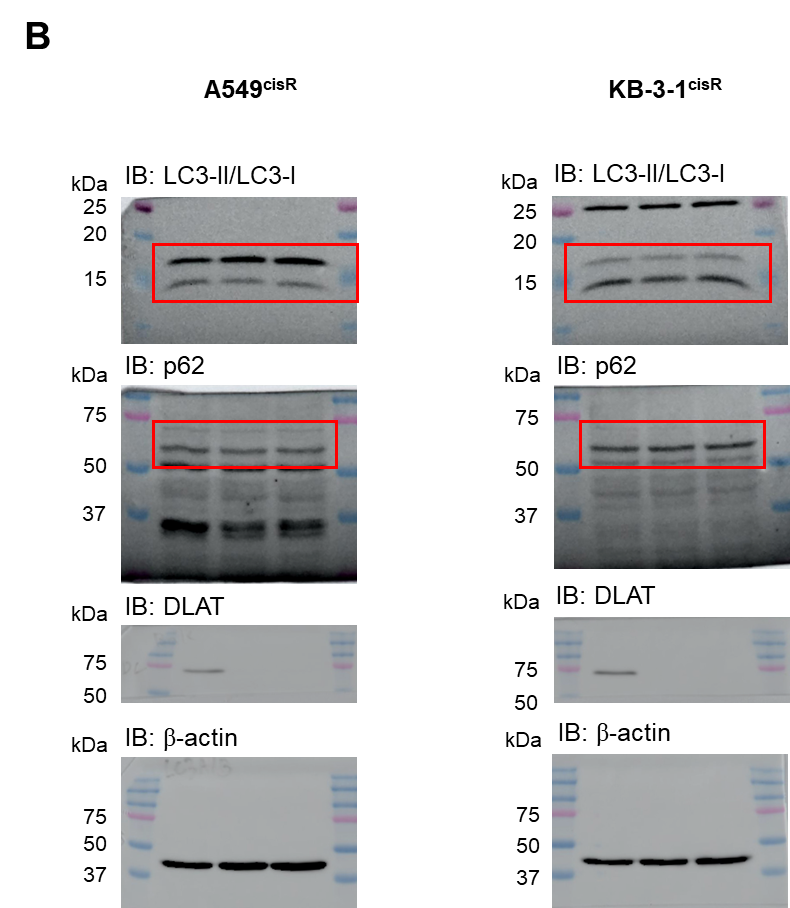 B
A549cisR
KB-3-1cisR
IB: LC3-II/LC3-I
kDa
25
20
15
IB: LC3-II/LC3-I
kDa
25
20
15
IB: p62
kDa
75
50
37
IB: p62
kDa
75
50
37
IB: DLAT
kDa
75
50
IB: DLAT
kDa
75
50
IB: β-actin
kDa
75
50
37
IB: β-actin
kDa
75
50
37